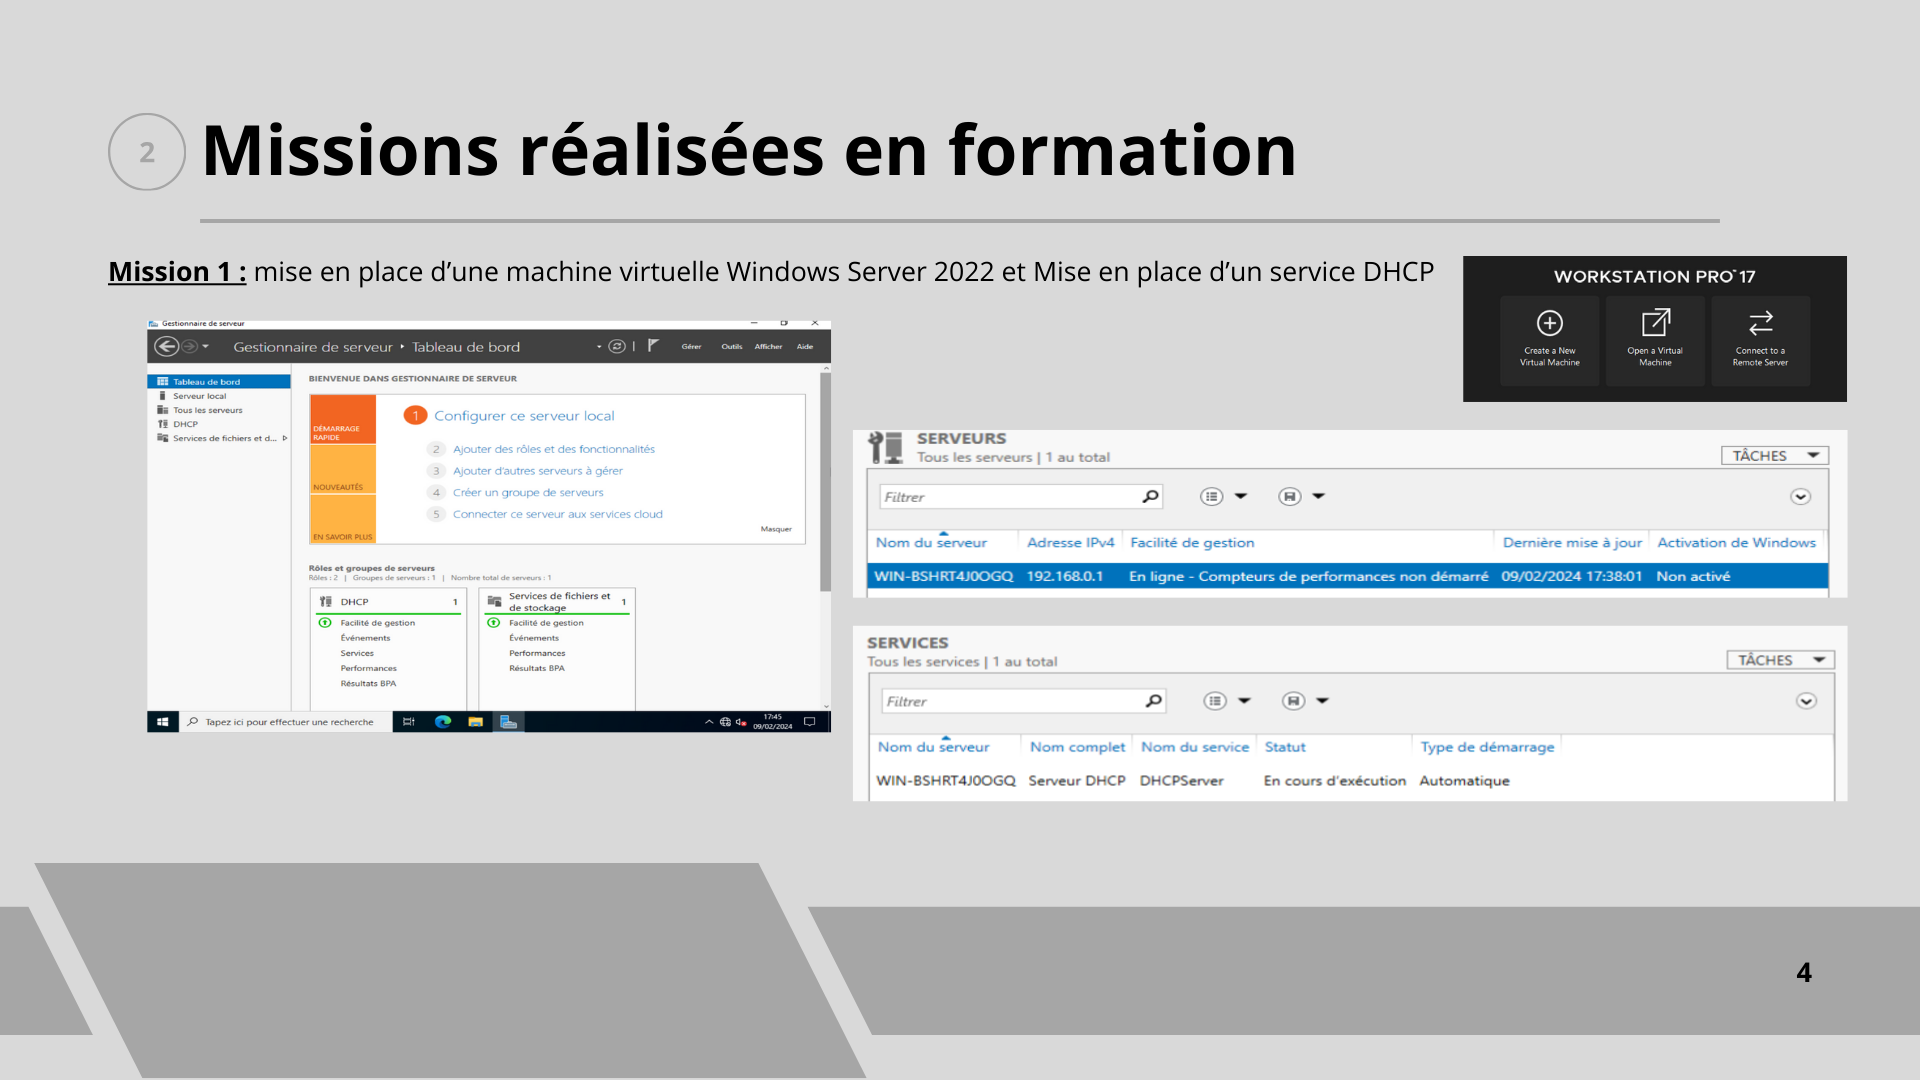 2
Missions réalisées en formation
Mission 1 : mise en place d’une machine virtuelle Windows Server 2022 et Mise en place d’un service DHCP
WORKSTATION PRO™ 17
Create a New
Virtual Machine
Open a Virtual
Machine
Connect to a
Remote Server
Gestionnaire de serveur
Gestionnaire de serveur ‣ Tableau de bord
Gérer Outils Afficher Aide
Tableau de bord
Serveur local
Tous les serveurs
DHCP
Services de fichiers et d...
BIENVENUE DANS GESTIONNAIRE DE SERVEUR
DÉMARRAGE
RAPIDE
NOUVEAUTÉS
EN SAVOIR PLUS
1 Configurer ce serveur local
2 Ajouter des rôles et des fonctionnalités
3 Ajouter d'autres serveurs à gérer
4 Créer un groupe de serveurs
5 Connecter ce serveur aux services cloud
Masquer
Rôles et groupes de serveurs
Rôles : 2 | Groupes de serveurs : 1 | Nombre total de serveurs : 1
DHCP 1
Facilité de gestion
Événements
Services
Performances
Résultats BPA
Services de fichiers et
de stockage 1
Facilité de gestion
Événements
Performances
Résultats BPA
Tapez ici pour effectuer une recherche
17:45
09/02/2024
SERVEURS
Tous les serveurs | 1 au total
TÂCHES
Filtrer
Nom du serveur Adresse IPv4 Facilité de gestion Dernière mise à jour Activation de Windows
WIN-BSHRT4J0OGQ 192.168.0.1 En ligne - Compteurs de performances non démarré 09/02/2024 17:38:01 Non activé
SERVICES
Tous les services | 1 au total
TÂCHES
Filtrer
Nom du serveur Nom complet Nom du service Statut Type de démarrage
WIN-BSHRT4J0OGQ Serveur DHCP DHCPServer En cours d'exécution Automatique
4